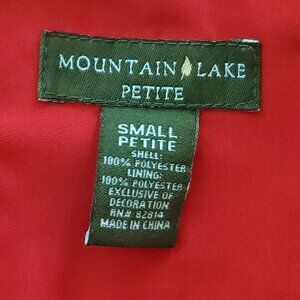 MOUNTAIN LAKE
PETITE
SMALL
PETITE
SHELL:
100% POLYESTER
LINING:
100% POLYESTER
EXCLUSIVE OF
DECORATION
RN# 82814
MADE IN CHINA